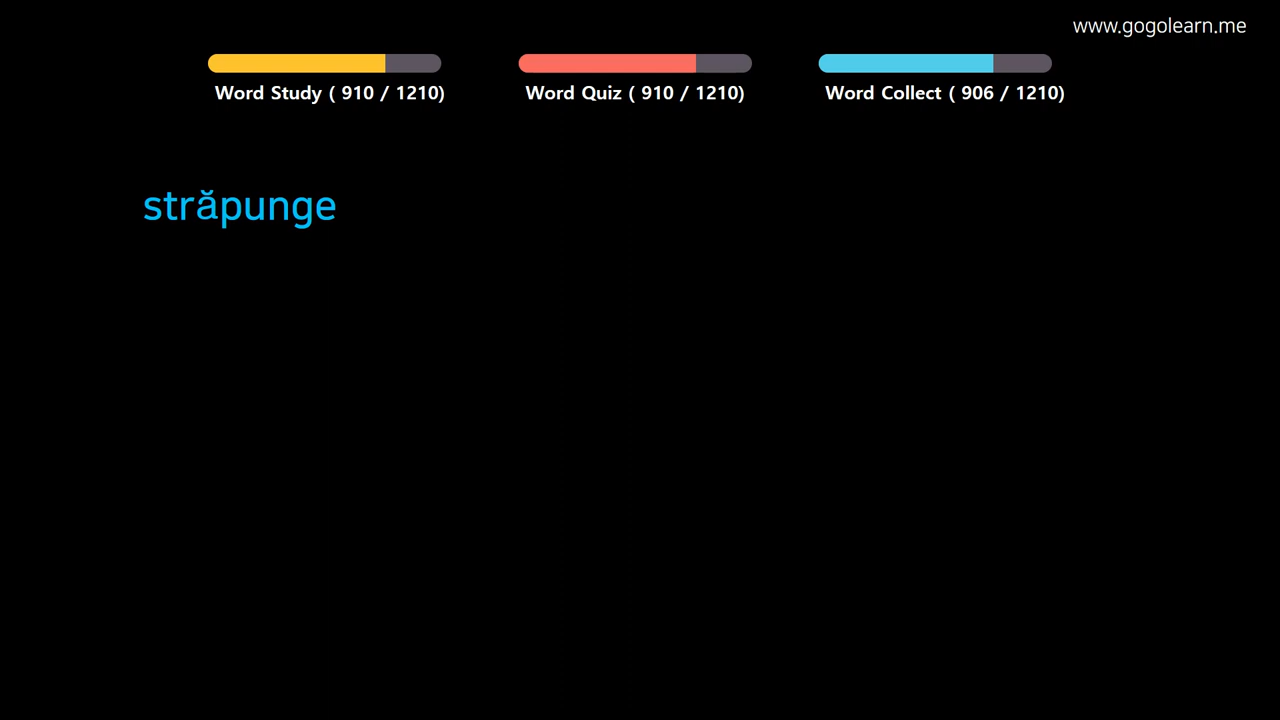 www.gogolearn.me
Word Study ( 910 / 1210)
Word Quiz ( 910 / 1210)
Word Collect ( 906 / 1210)
străpunge